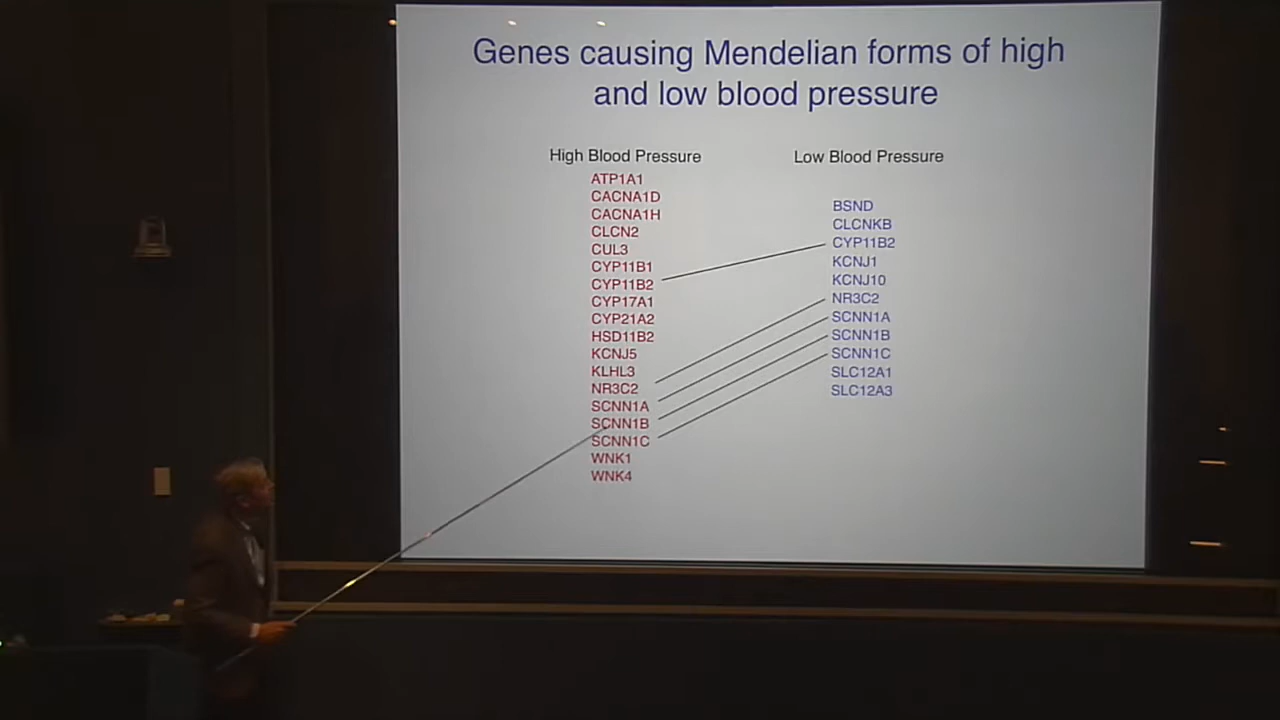 Genes causing Mendelian forms of high
and low blood pressure
High Blood Pressure
ATP1A1
CACNA1D
CACNA1H
CLCN2
CUL3
CYP11B1
CYP11B2
CYP17A1
CYP21A2
HSD11B2
KCNJ5
KLHL3
NR3C2
SCNN1A
SCNN1B
SCNN1C
WNK1
WNK4
Low Blood Pressure
BSND
CLCNKB
CYP11B2
KCNJ1
KCNJ10
NR3C2
SCNN1A
SCNN1B
SCNN1C
SLC12A1
SLC12A3